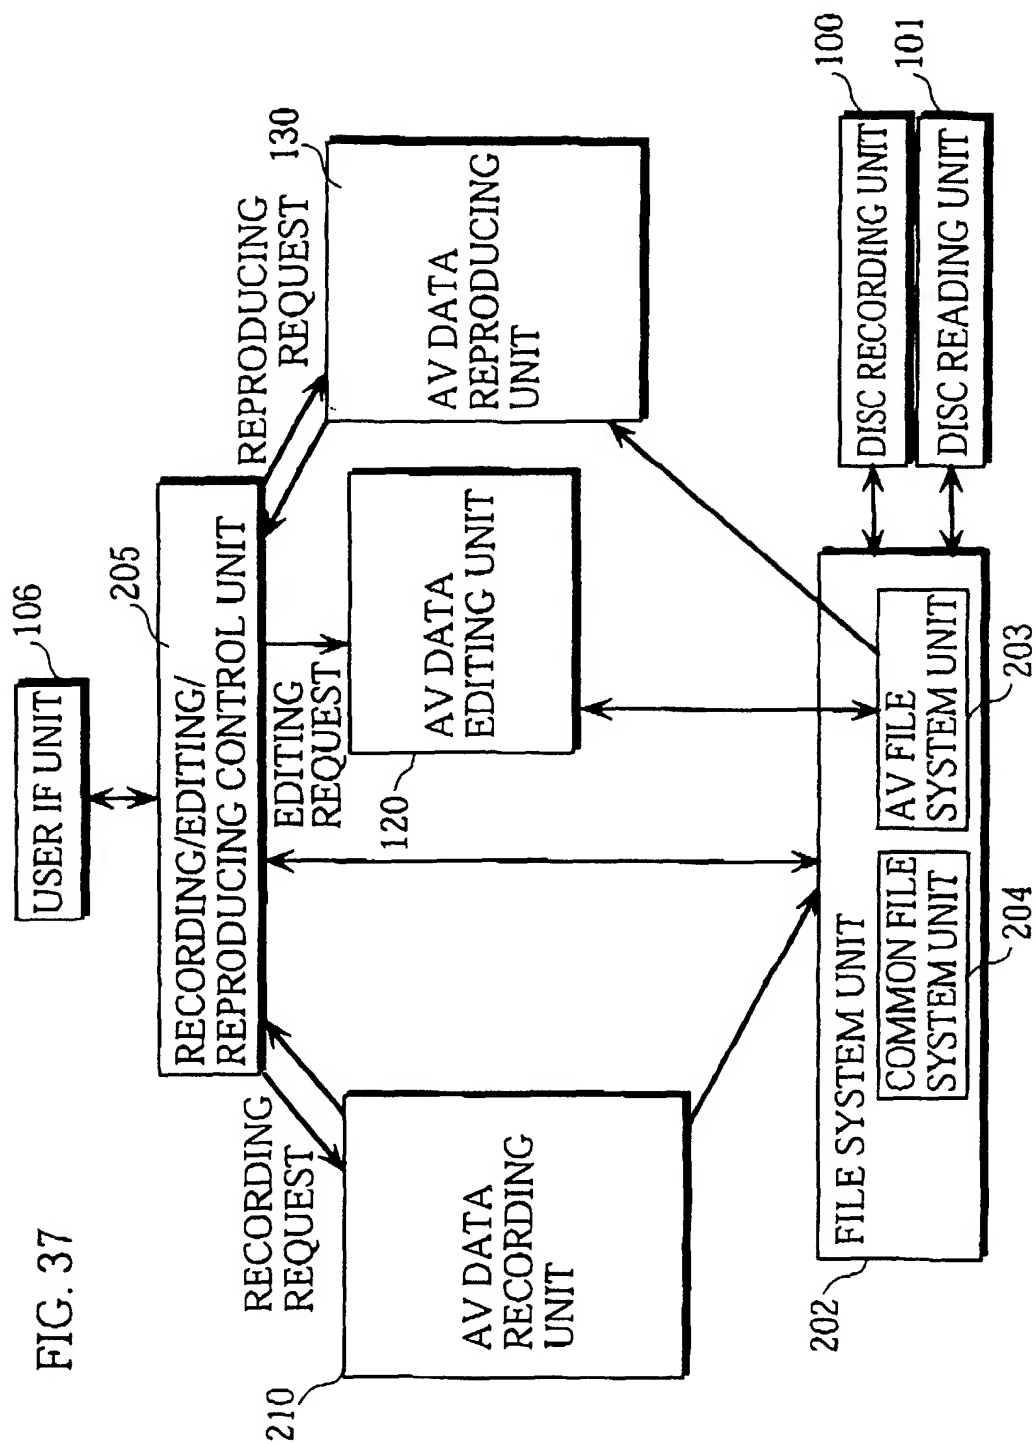 FIG. 37
USER IF UNIT
106
RECORDING/EDITING/
REPRODUCING CONTROL UNIT
205
RECORDING
REQUEST
EDITING
REQUEST
REPRODUCING
REQUEST
210
AV DATA
RECORDING
UNIT
120
AV DATA
EDITING UNIT
130
AV DATA
REPRODUCING
UNIT
202
FILE SYSTEM UNIT
COMMON FILE
SYSTEM UNIT
204
AV FILE
SYSTEM UNIT
203
DISC RECORDING UNIT
100
DISC READING UNIT
101